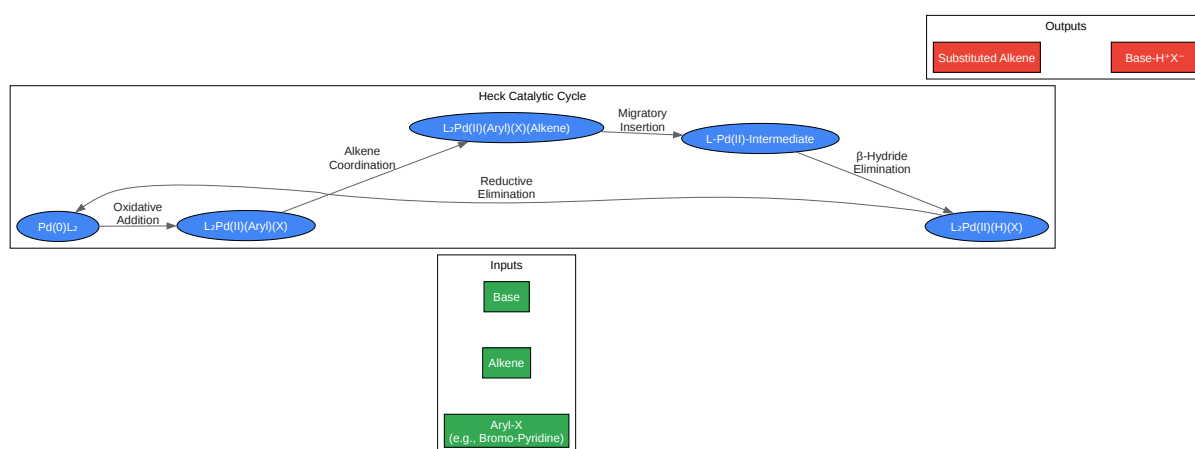 Outputs
Substituted Alkene
Base-H⁺X⁻
Heck Catalytic Cycle
L₂Pd(II)(Aryl)(X)(Alkene)
Migratory
Insertion
L-Pd(II)-Intermediate
Alkene
Coordination
β-Hydride
Elimination
Reductive
Elimination
Pd(0)L₂
Oxidative
Addition
L₂Pd(II)(Aryl)(X)
L₂Pd(II)(H)(X)
Inputs
Base
Alkene
Aryl-X
(e.g., Bromo-Pyridine)